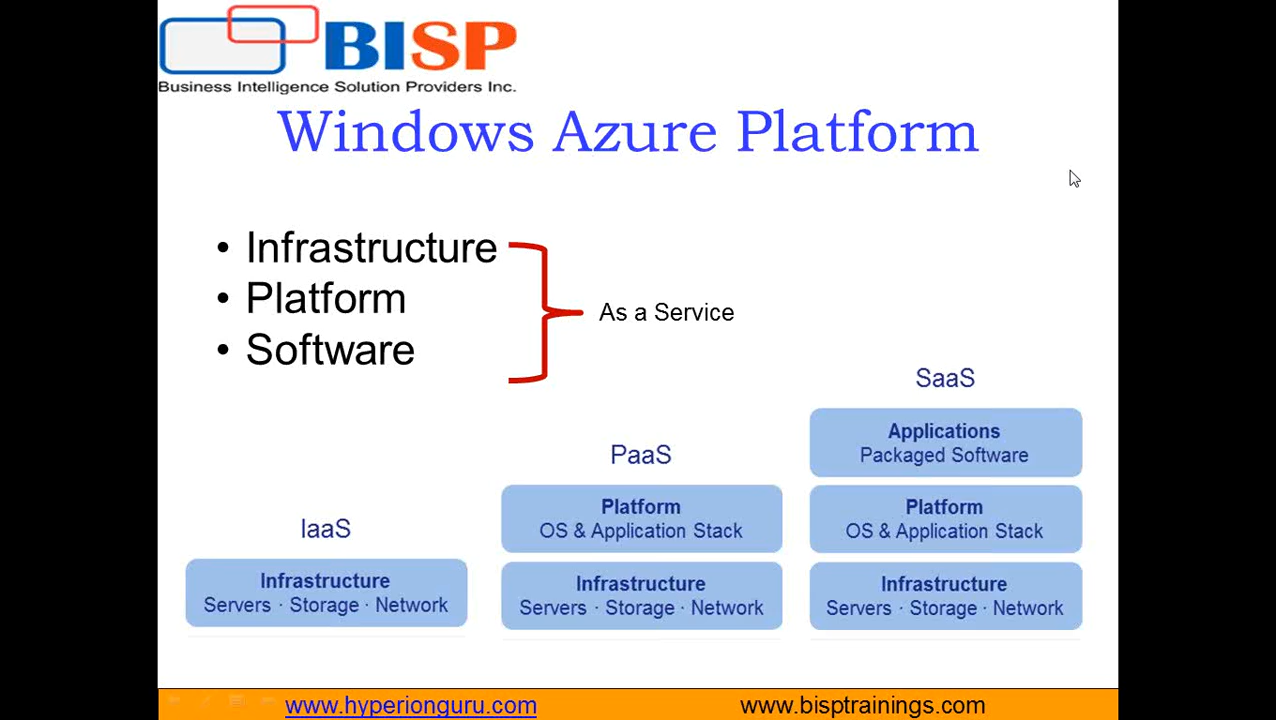 BISP
Business Intelligence Solution Providers Inc.
Windows Azure Platform
• Infrastructure
• Platform
• Software
As a Service
IaaS
Infrastructure
Servers · Storage · Network
PaaS
Platform
OS & Application Stack
Infrastructure
Servers · Storage · Network
SaaS
Applications
Packaged Software
Platform
OS & Application Stack
Infrastructure
Servers · Storage · Network
www.hyperionguru.com
www.bisptrainings.com